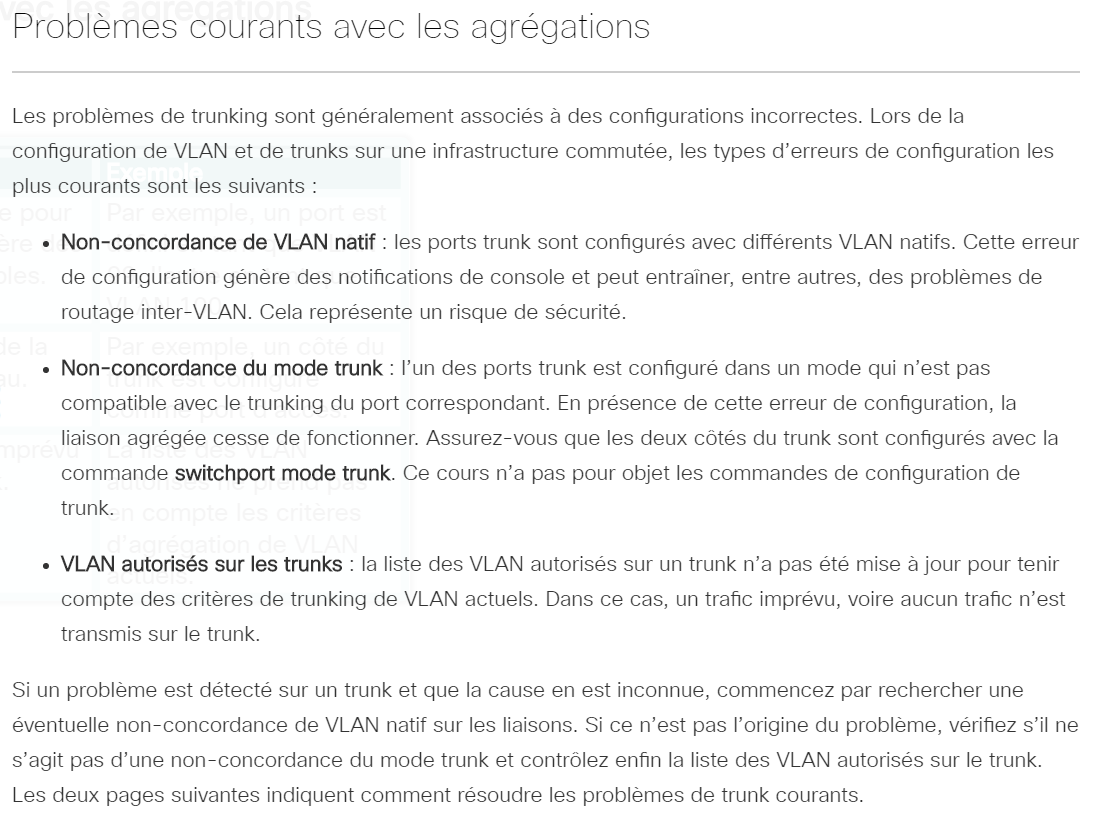 Problèmes courants avec les agrégations
Les problèmes de trunking sont généralement associés à des configurations incorrectes. Lors de la
configuration de VLAN et de trunks sur une infrastructure commutée, les types d’erreurs de configuration les
plus courants sont les suivants :
• Non-concordance de VLAN natif : les ports trunk sont configurés avec différents VLAN natifs. Cette erreur
de configuration génère des notifications de console et peut entraîner, entre autres, des problèmes de
routage inter-VLAN. Cela représente un risque de sécurité.
• Non-concordance du mode trunk : l’un des ports trunk est configuré dans un mode qui n’est pas
compatible avec le trunking du port correspondant. En présence de cette erreur de configuration, la
liaison agrégée cesse de fonctionner. Assurez-vous que les deux côtés du trunk sont configurés avec la
commande switchport mode trunk. Ce cours n’a pas pour objet les commandes de configuration de
trunk.
• VLAN autorisés sur les trunks : la liste des VLAN autorisés sur un trunk n’a pas été mise à jour pour tenir
compte des critères de trunking de VLAN actuels. Dans ce cas, un trafic imprévu, voire aucun trafic n’est
transmis sur le trunk.
Si un problème est détecté sur un trunk et que la cause en est inconnue, commencez par rechercher une
éventuelle non-concordance de VLAN natif sur les liaisons. Si ce n’est pas l’origine du problème, vérifiez s’il ne
s’agit pas d’une non-concordance du mode trunk et contrôlez enfin la liste des VLAN autorisés sur le trunk.
Les deux pages suivantes indiquent comment résoudre les problèmes de trunk courants.